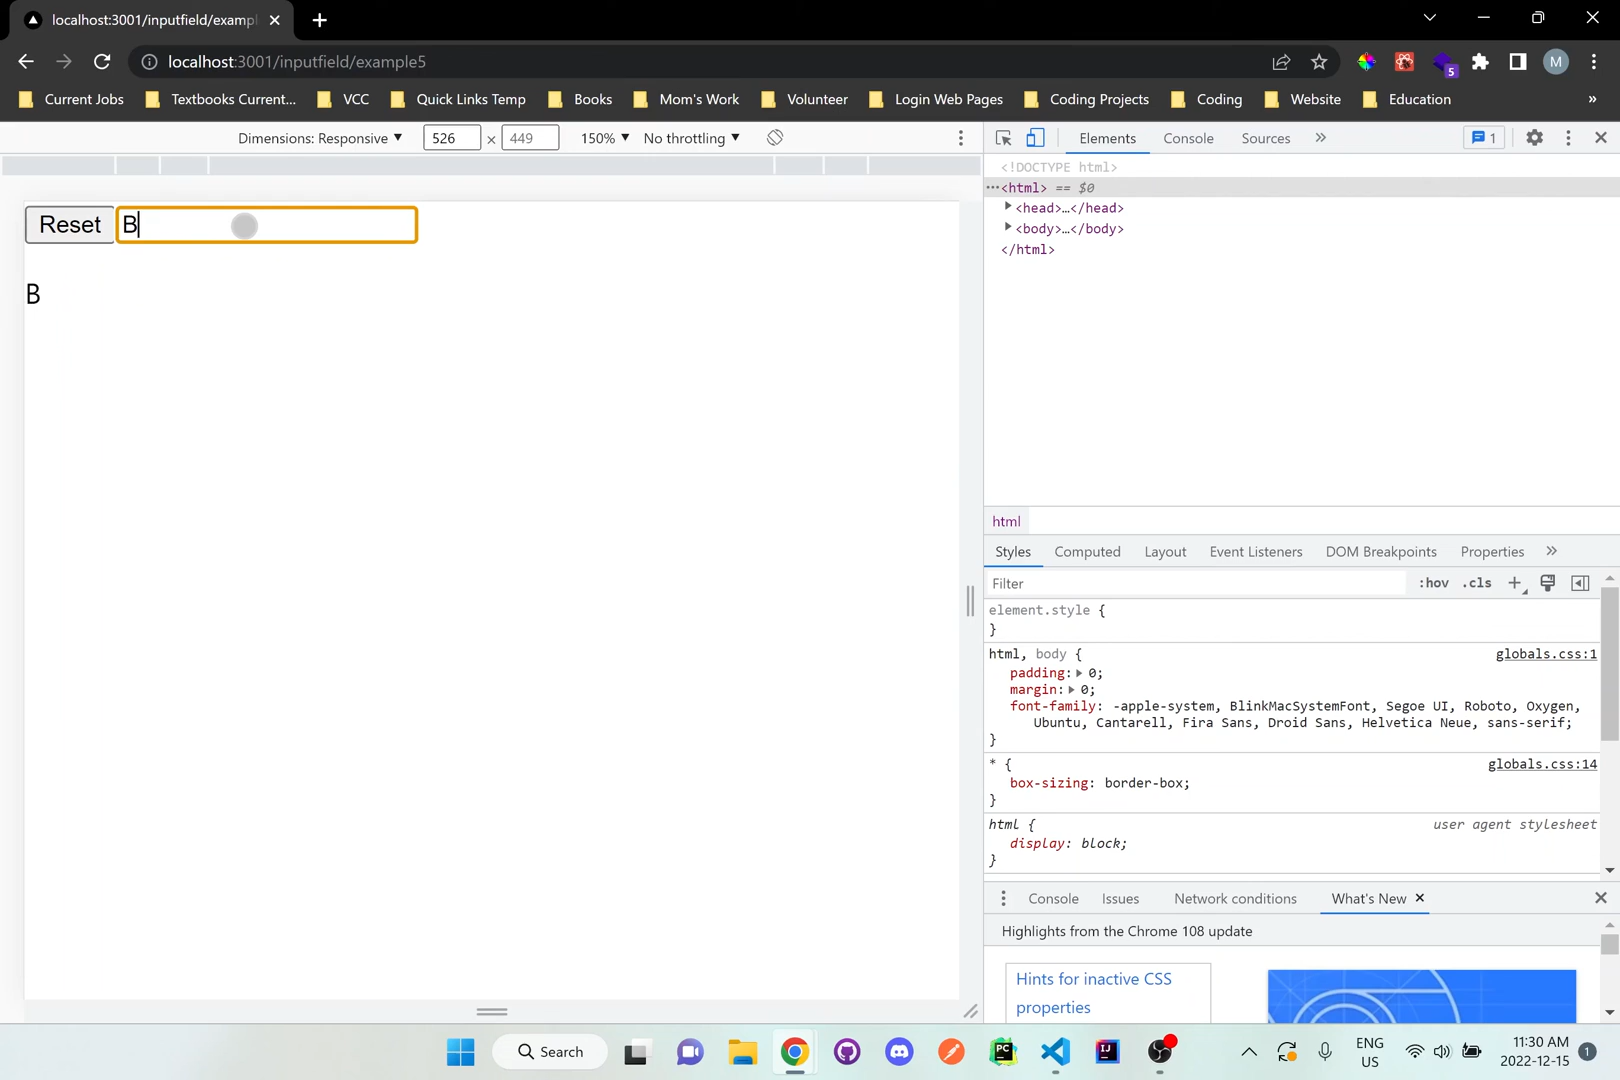 localhost:3001/inputfield/examp
localhost:3001/inputfield/example5
5
M
Current Jobs
Textbooks Current...
VCC
Quick Links Temp
Books
Mom's Work
Volunteer
Login Web Pages
Coding Projects
Coding
Website
Education
»
Dimensions: Responsive
526 × 449
150%
No throttling
Elements
Console
Sources
»
1
<!DOCTYPE html>
…<html> == $0
<head>…</head>
<body>…</body>
</html>
Reset
B
B
html
Styles
Computed
Layout
Event Listeners
DOM Breakpoints
Properties
»
Filter
:hov
.cls
element.style {
}
html, body {
globals.css:1
padding: 0;
margin: 0;
font-family: -apple-system, BlinkMacSystemFont, Segoe UI, Roboto, Oxygen,
Ubuntu, Cantarell, Fira Sans, Droid Sans, Helvetica Neue, sans-serif;
}
* {
globals.css:14
box-sizing: border-box;
}
html {
user agent stylesheet
display: block;
}
Console
Issues
Network conditions
What's New
Highlights from the Chrome 108 update
Hints for inactive CSS
properties
Search
PC
IJ
ENG
US
11:30 AM
2022-12-15
1